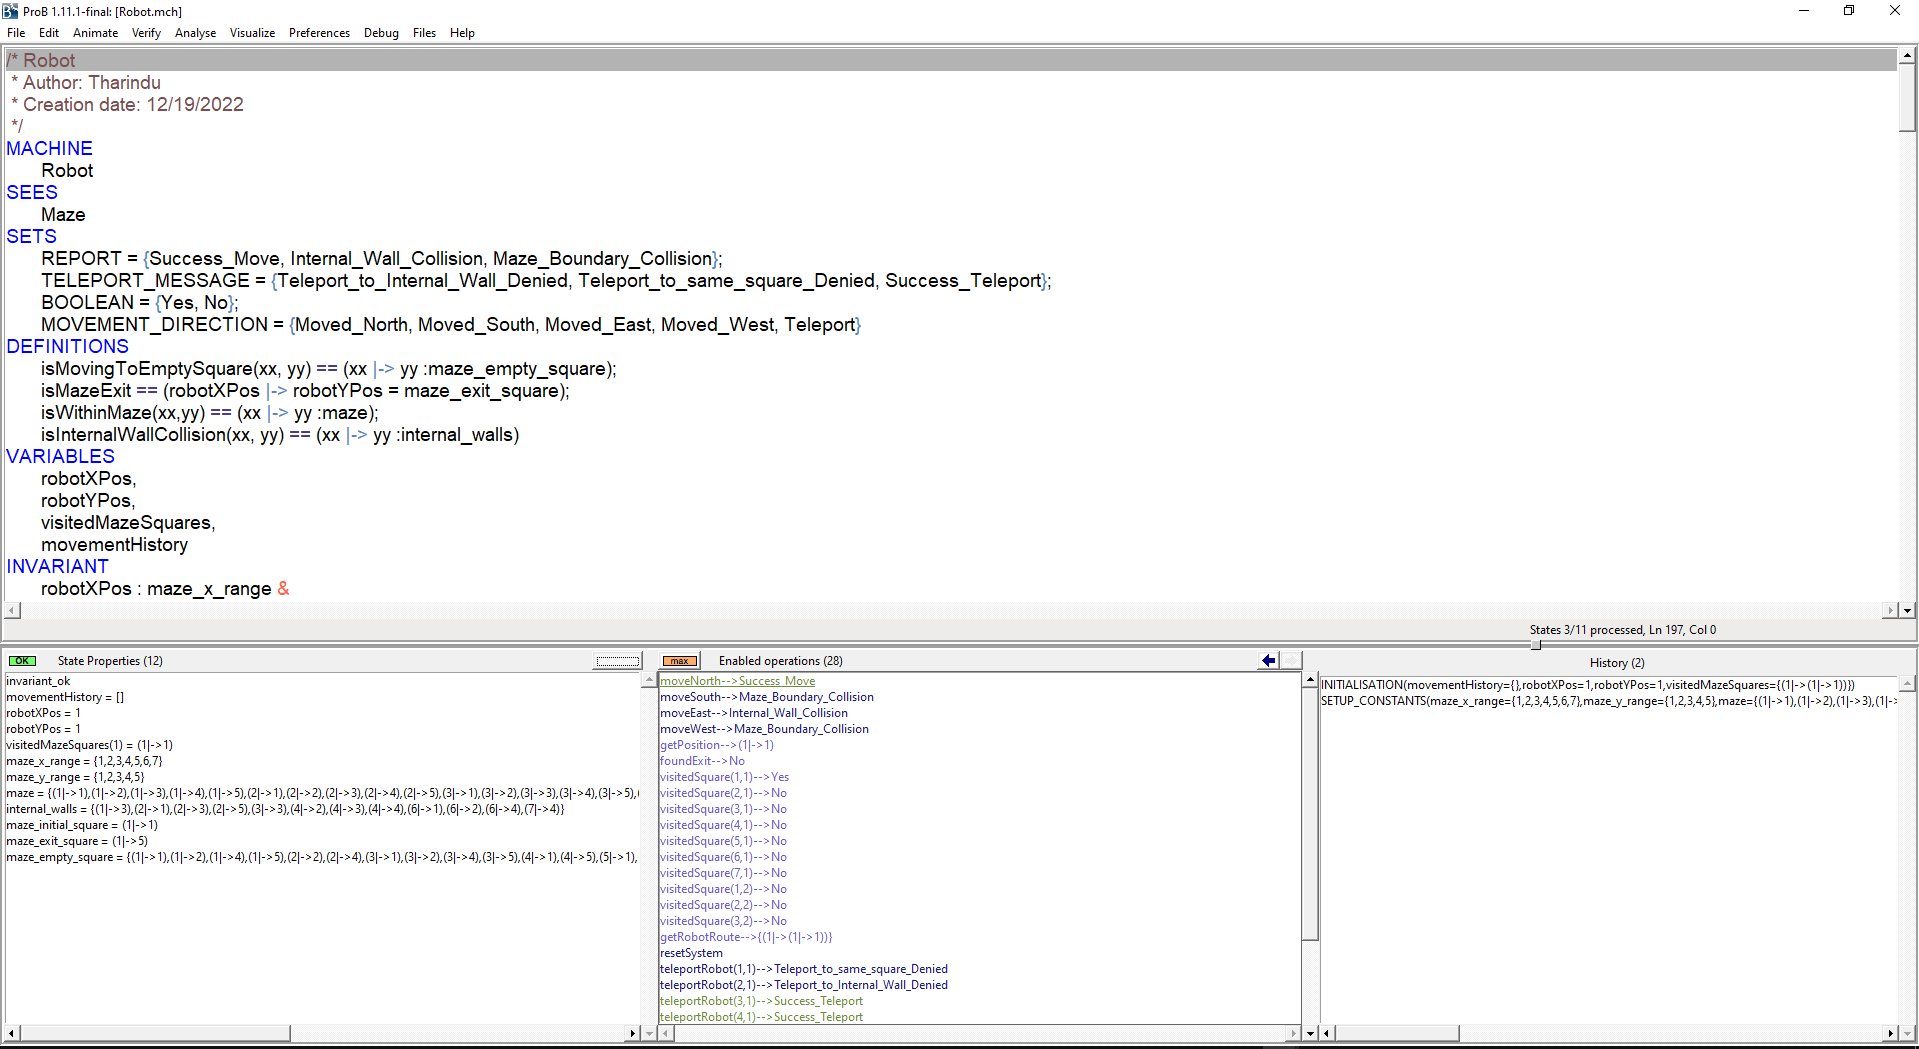 ProB 1.11.1-final: [Robot.mch]
File Edit Animate Verify Analyse Visualize Preferences Debug Files Help
/* Robot
* Author: Tharindu
* Creation date: 12/19/2022
*/
MACHINE
Robot
SEES
Maze
SETS
REPORT = {Success_Move, Internal_Wall_Collision, Maze_Boundary_Collision};
TELEPORT_MESSAGE = {Teleport_to_Internal_Wall_Denied, Teleport_to_same_square_Denied, Success_Teleport};
BOOLEAN = {Yes, No};
MOVEMENT_DIRECTION = {Moved_North, Moved_South, Moved_East, Moved_West, Teleport}
DEFINITIONS
isMovingToEmptySquare(xx, yy) == (xx |-> yy :maze_empty_square);
isMazeExit == (robotXPos |-> robotYPos = maze_exit_square);
isWithinMaze(xx,yy) == (xx |-> yy :maze);
isInternalWallCollision(xx, yy) == (xx |-> yy :internal_walls)
VARIABLES
robotXPos,
robotYPos,
visitedMazeSquares,
movementHistory
INVARIANT
robotXPos : maze_x_range &
States 3/11 processed, Ln 197, Col 0
OK State Properties (12)
invariant_ok
movementHistory = []
robotXPos = 1
robotYPos = 1
visitedMazeSquares(1) = (1|->1)
maze_x_range = {1,2,3,4,5,6,7}
maze_y_range = {1,2,3,4,5}
maze = {(1|->1),(1|->2),(1|->3),(1|->4),(1|->5),(2|->1),(2|->2),(2|->3),(2|->4),(2|->5),(3|->1),(3|->2),(3|->3),(3|->4),(3|->5),(
internal_walls = {(1|->3),(2|->1),(2|->3),(2|->5),(3|->3),(4|->2),(4|->3),(4|->4),(6|->1),(6|->2),(6|->4),(7|->4)}
maze_initial_square = (1|->1)
maze_exit_square = (1|->5)
maze_empty_square = {(1|->1),(1|->2),(1|->4),(1|->5),(2|->2),(2|->4),(3|->1),(3|->2),(3|->4),(3|->5),(4|->1),(4|->5),(5|->1),
max Enabled operations (28)
moveNorth-->Success_Move
moveSouth-->Maze_Boundary_Collision
moveEast-->Internal_Wall_Collision
moveWest-->Maze_Boundary_Collision
getPosition-->(1|->1)
foundExit-->No
visitedSquare(1,1)-->Yes
visitedSquare(2,1)-->No
visitedSquare(3,1)-->No
visitedSquare(4,1)-->No
visitedSquare(5,1)-->No
visitedSquare(6,1)-->No
visitedSquare(7,1)-->No
visitedSquare(1,2)-->No
visitedSquare(2,2)-->No
visitedSquare(3,2)-->No
getRobotRoute-->{(1|->(1|->1))}
resetSystem
teleportRobot(1,1)-->Teleport_to_same_square_Denied
teleportRobot(2,1)-->Teleport_to_Internal_Wall_Denied
teleportRobot(3,1)-->Success_Teleport
teleportRobot(4,1)-->Success_Teleport
History (2)
INITIALISATION(movementHistory={},robotXPos=1,robotYPos=1,visitedMazeSquares={(1|->(1|->1))})
SETUP_CONSTANTS(maze_x_range={1,2,3,4,5,6,7},maze_y_range={1,2,3,4,5},maze={(1|->1),(1|->2),(1|->3),(1|->